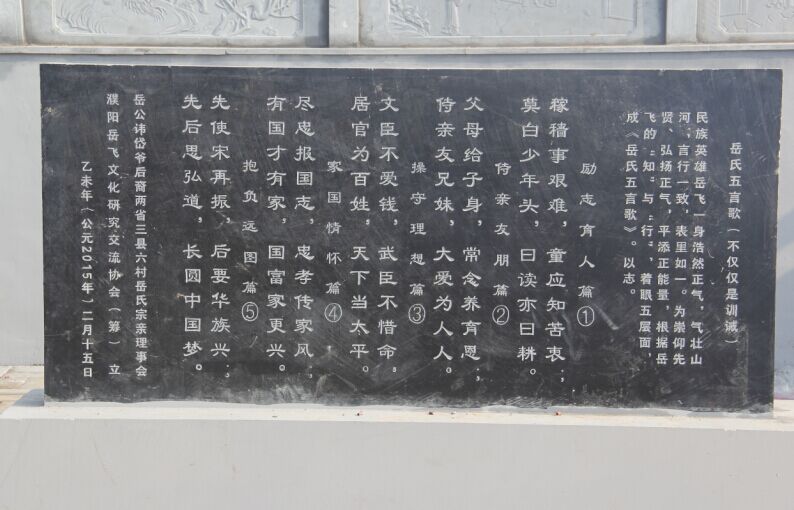 岳氏五言歌(不仅仅是训诫)
民族英雄岳飞一身浩然正气,气壮山
河;言行一致,表里如一。为崇仰先
贤、弘扬正气,平添正能量,根据岳
飞的“知”与“行”,着眼五层面,
成《岳氏五言歌》。以志。
励志育人篇①
稼穑事艰难,童应知苦衷;
莫白少年头,曰读亦曰耕。
侍亲友朋篇②
父母给子身,常念养育恩;
侍亲友兄妹,大爱为人人。
操守理想篇③
文臣不爱钱,武臣不惜命,
居官为百姓,天下当太平。
家国情怀篇④
尽忠报国志,忠孝传家风,
有国才有家,国富家更兴。
抱负远图篇⑤
先使宋再振,后要华族兴;
先后思弘道,长圆中国梦。
岳公讳岱爷后裔两省三县六村岳氏宗亲理事会
濮阳岳飞文化研究交流协会(筹)立
乙未年(公元2015年)二月十五日